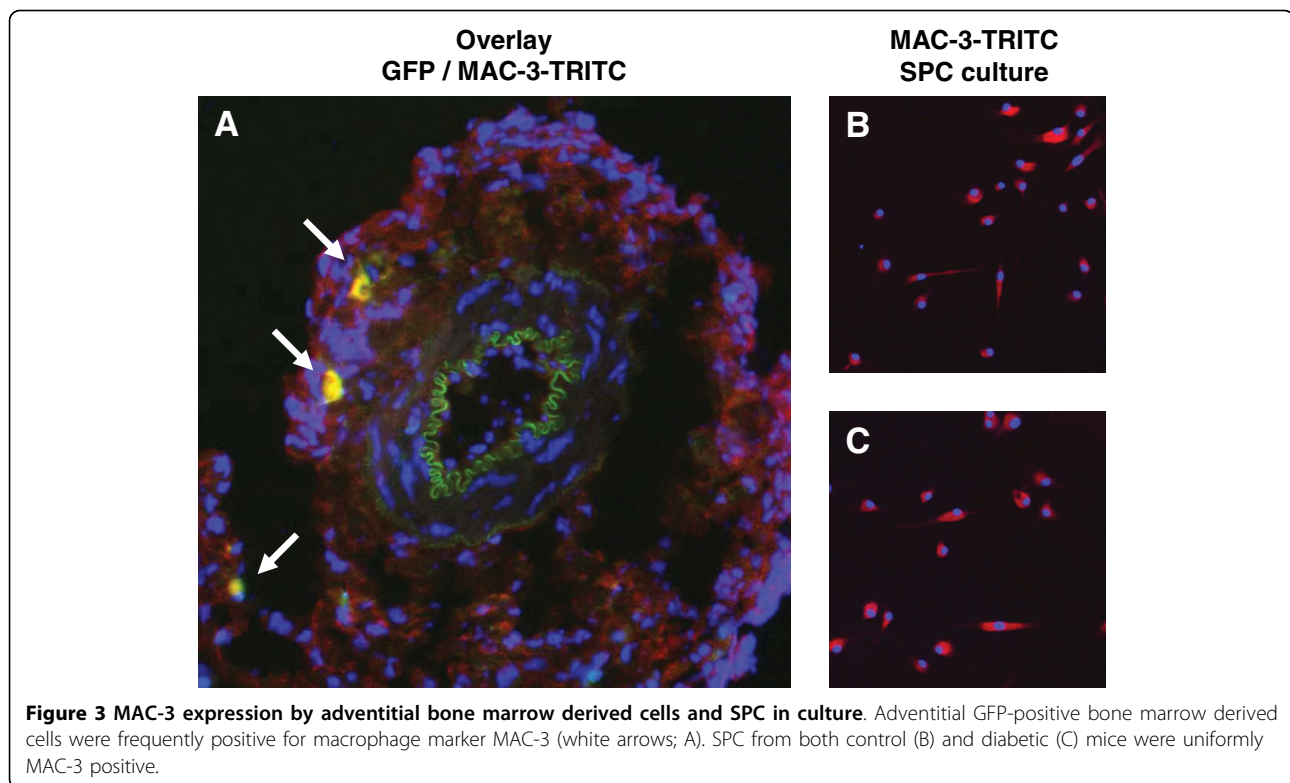 Overlay
GFP / MAC-3-TRITC
MAC-3-TRITC
SPC culture
A
B
C
Figure 3 MAC-3 expression by adventitial bone marrow derived cells and SPC in culture. Adventitial GFP-positive bone marrow derived
cells were frequently positive for macrophage marker MAC-3 (white arrows; A). SPC from both control (B) and diabetic (C) mice were uniformly
MAC-3 positive.